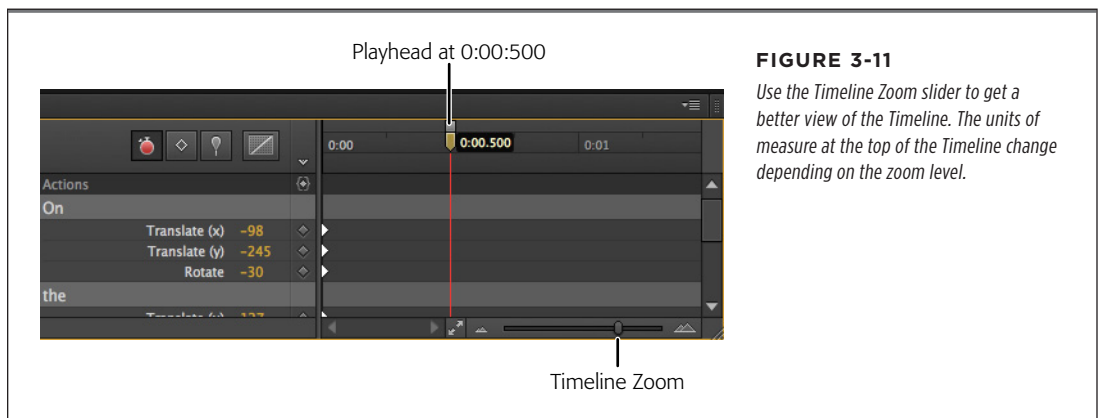 Playhead at 0:00:500
FIGURE 3-11
Use the Timeline Zoom slider to get a
better view of the Timeline. The units of
measure at the top of the Timeline change
depending on the zoom level.
0:00
0:00.500
0:01
Actions
On
Translate (x) -98
Translate (y) -245
Rotate -30
the
Timeline Zoom